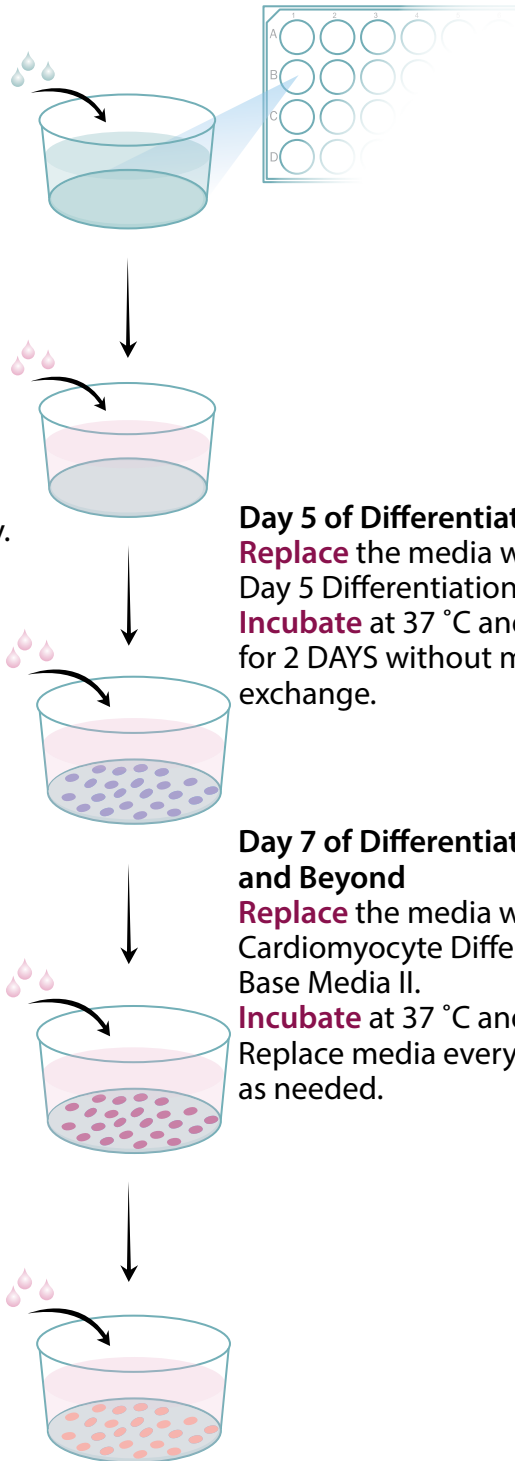 1 2 3 4
A
B
C
D
y.
Day 5 of Differentiat
Replace the media w
Day 5 Differentiation
Incubate at 37 ˚C and
for 2 DAYS without m
exchange.
Day 7 of Differentiat
and Beyond
Replace the media w
Cardiomyocyte Diffe
Base Media II.
Incubate at 37 ˚C and
Replace media every
as needed.